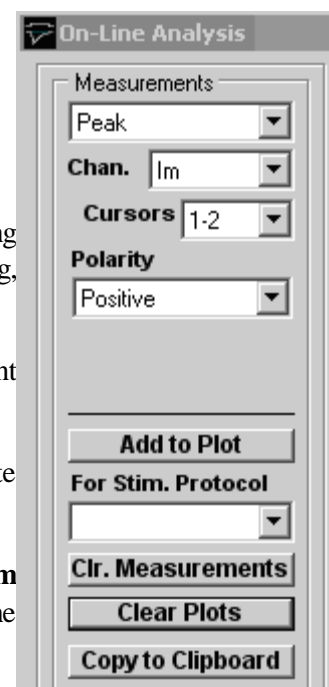 On-Line Analysis
Measurements
Peak
Chan. Im
Cursors 1-2
Polarity
Positive
Add to Plot
For Stim. Protocol
Clr. Measurements
Clear Plots
Copy to Clipboard